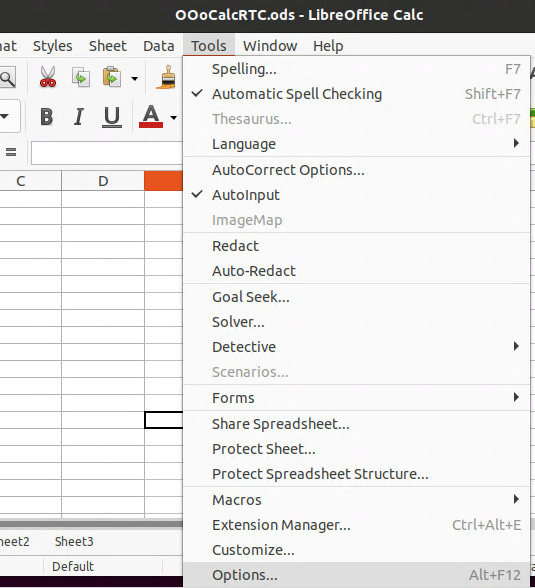 OOoCalcRTC.ods - LibreOffice Calc
nat Styles Sheet Data Tools Window Help
Spelling... F7
B I U A Automatic Spell Checking Shift+F7
Thesaurus... Ctrl+F7
= Language
AutoCorrect Options...
C D AutoInput
ImageMap
Redact
Auto-Redact
Goal Seek...
Solver...
Detective
Scenarios...
Forms
Share Spreadsheet...
Protect Sheet...
Protect Spreadsheet Structure...
Macros
Extension Manager... Ctrl+Alt+E
heet2 Sheet3
Customize...
Default
Options... Alt+F12